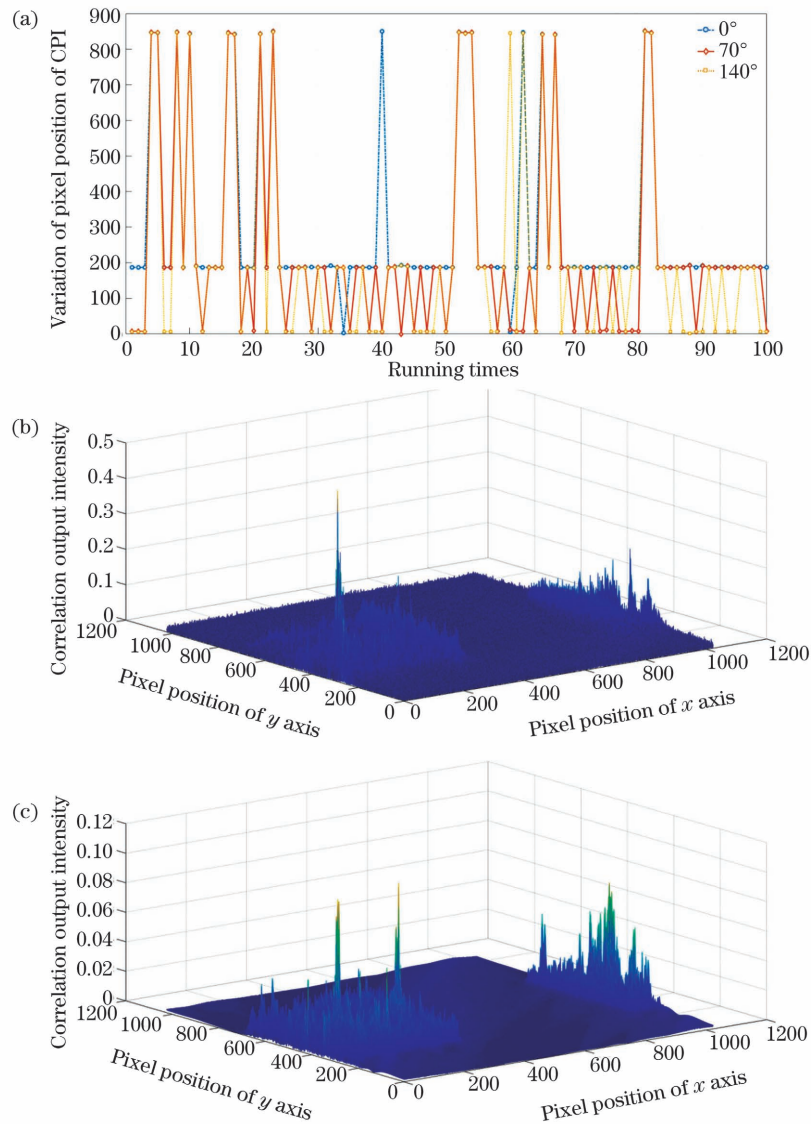 (a)
900
800
700
600
500
400
300
200
100
0
Variation of pixel position of CPI
0°
70°
140°
0 10 20 30 40 50 60 70 80 90 100
Running times
(b)
0.5
0.4
0.3
0.2
0.1
0
Correlation output intensity
1200 1000 800 600 400 200 0
Pixel position of y axis
0 200 400 600 800 1000 1200
Pixel position of x axis
(c)
0.12
0.10
0.08
0.06
0.04
0.02
0
Correlation output intensity
1200 1000 800 600 400 200 0
Pixel position of y axis
0 200 400 600 800 1000 1200
Pixel position of x axis